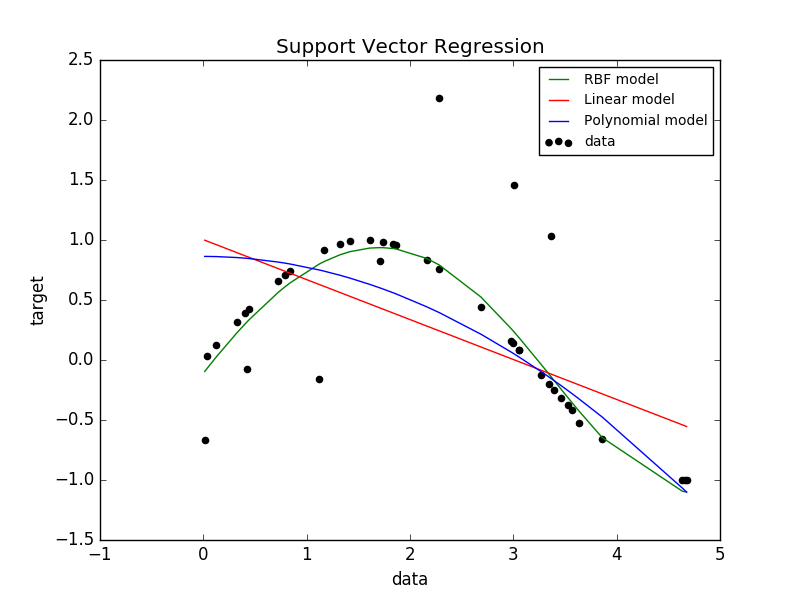 Support Vector Regression
2.5
2.0
1.5
1.0
0.5
0.0
−0.5
−1.0
−1.5
target
RBF model
Linear model
Polynomial model
data
−1 0 1 2 3 4 5
data